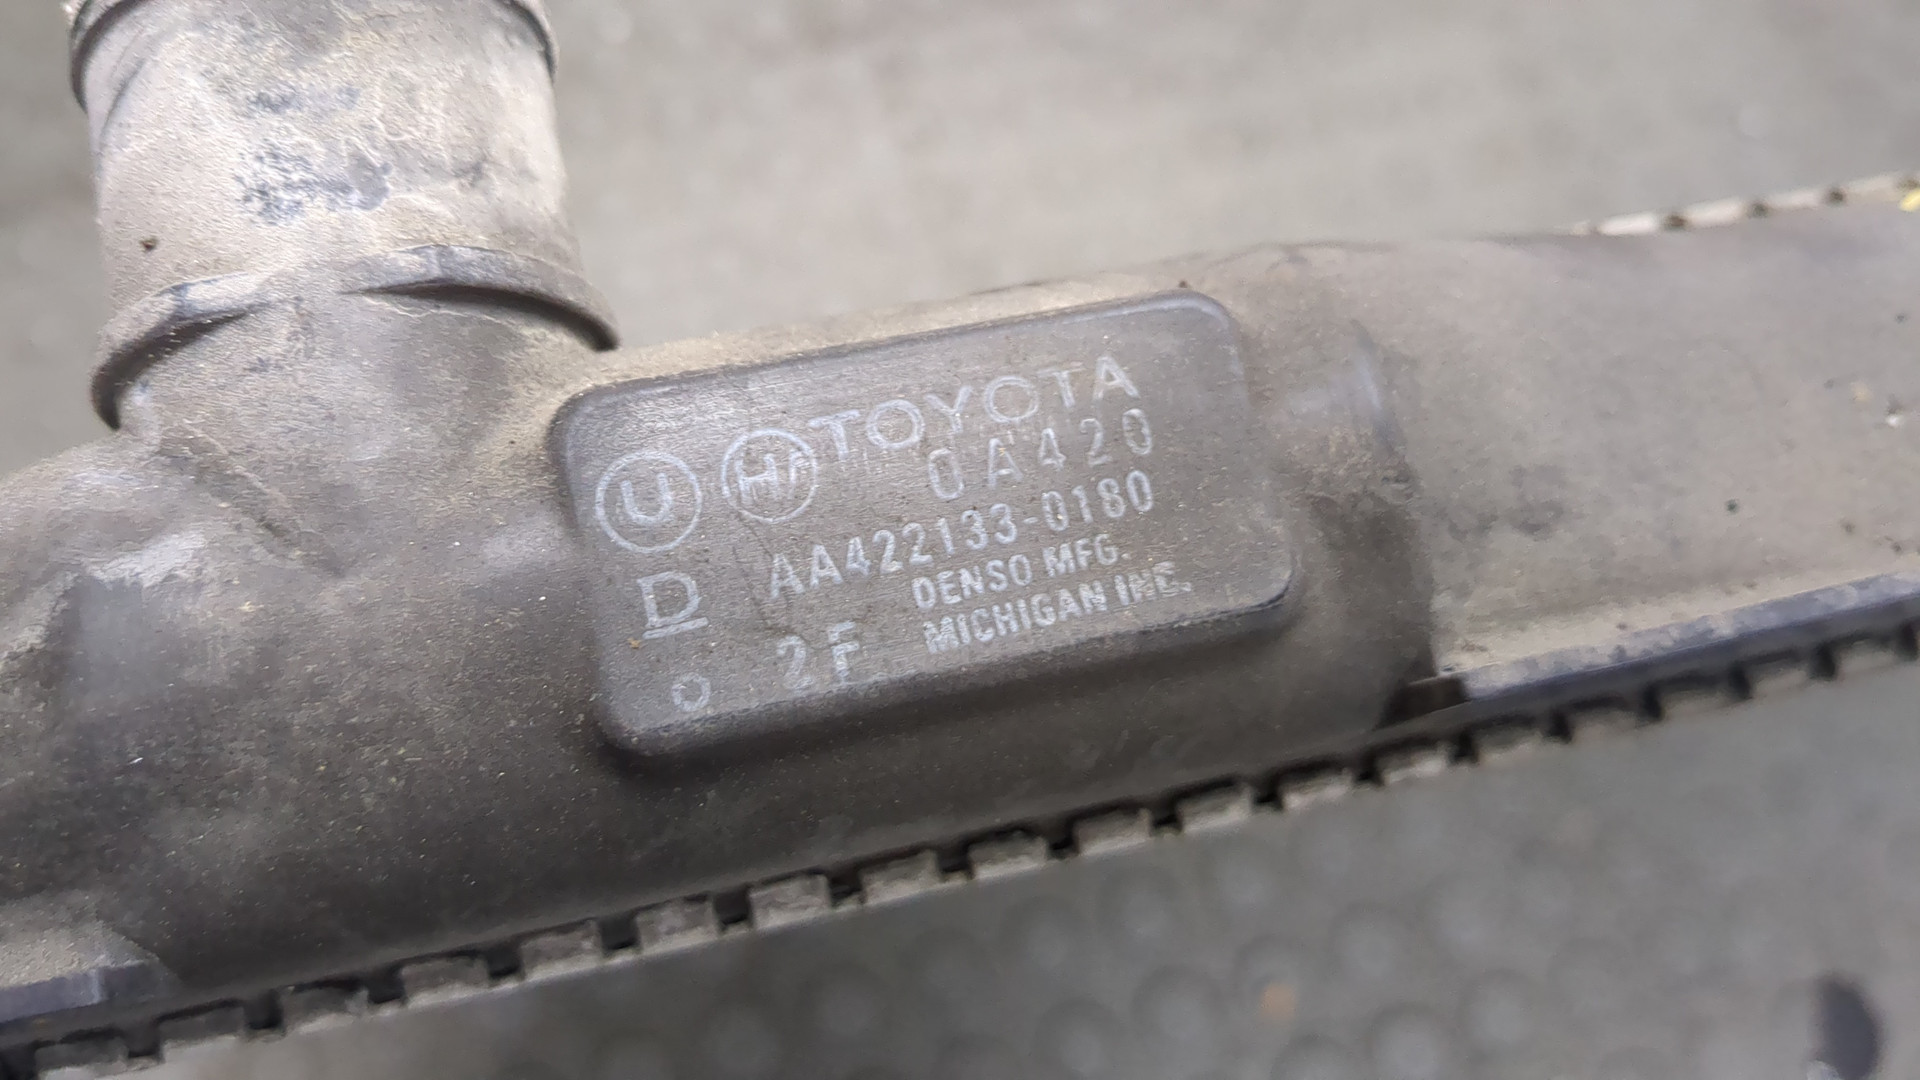 U H TOYOTA
0A420
AA422133-0180
D DENSO MFG.
2F MICHIGAN INC.